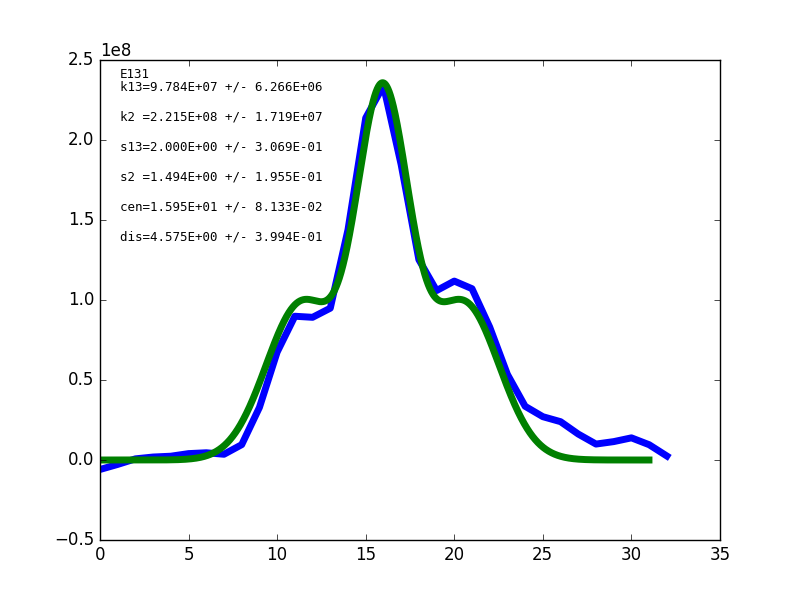 1e8
E131
k13=9.784E+07 +/- 6.266E+06
k2 =2.215E+08 +/- 1.719E+07
s13=2.000E+00 +/- 3.069E-01
s2 =1.494E+00 +/- 1.955E-01
cen=1.595E+01 +/- 8.133E-02
dis=4.575E+00 +/- 3.994E-01
2.5
2.0
1.5
1.0
0.5
0.0
−0.5
0 5 10 15 20 25 30 35